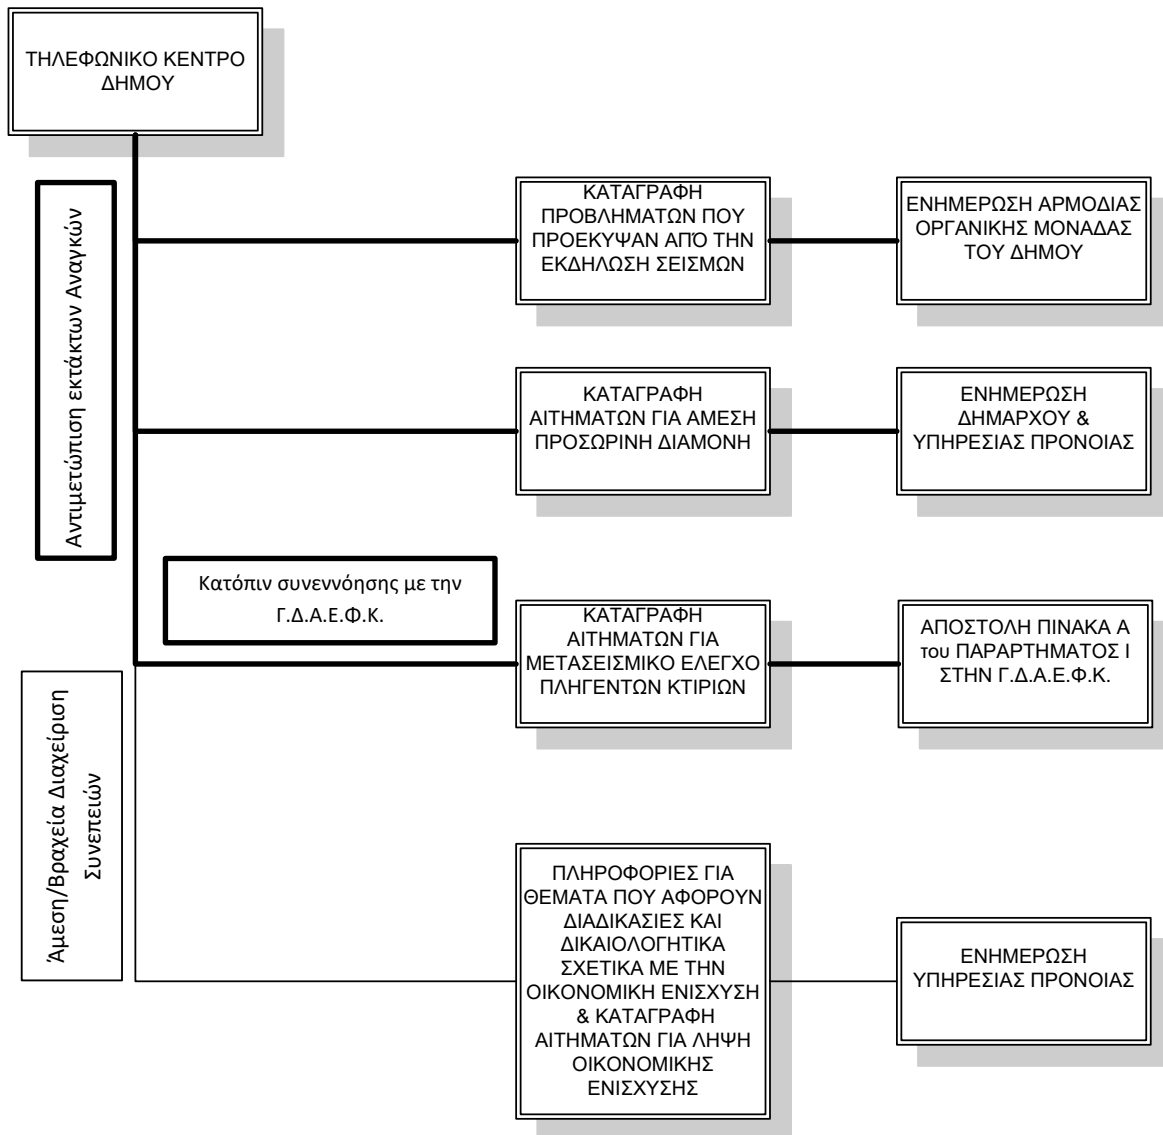 ΤΗΛΕΦΩΝΙΚΟ ΚΕΝΤΡΟ
ΔΗΜΟΥ
Αντιμετώπιση εκτάκτων Αναγκών
ΚΑΤΑΓΡΑΦΗ
ΠΡΟΒΛΗΜΑΤΩΝ ΠΟΥ
ΠΡΟΕΚΥΨΑΝ ΑΠΌ ΤΗΝ
ΕΚΔΗΛΩΣΗ ΣΕΙΣΜΩΝ
ΕΝΗΜΕΡΩΣΗ ΑΡΜΟΔΙΑΣ
ΟΡΓΑΝΙΚΗΣ ΜΟΝΑΔΑΣ
ΤΟΥ ΔΗΜΟΥ
ΚΑΤΑΓΡΑΦΗ
ΑΙΤΗΜΑΤΩΝ ΓΙΑ ΑΜΕΣΗ
ΠΡΟΣΩΡΙΝΗ ΔΙΑΜΟΝΗ
ΕΝΗΜΕΡΩΣΗ
ΔΗΜΑΡΧΟΥ &
ΥΠΗΡΕΣΙΑΣ ΠΡΟΝΟΙΑΣ
Κατόπιν συνεννόησης με την
Γ.Δ.Α.Ε.Φ.Κ.
ΚΑΤΑΓΡΑΦΗ
ΑΙΤΗΜΑΤΩΝ ΓΙΑ
ΜΕΤΑΣΕΙΣΜΙΚΟ ΕΛΕΓΧΟ
ΠΛΗΓΕΝΤΩΝ ΚΤΙΡΙΩΝ
ΑΠΟΣΤΟΛΗ ΠΙΝΑΚΑ Α
του ΠΑΡΑΡΤΗΜΑΤΟΣ Ι
ΣΤΗΝ Γ.Δ.Α.Ε.Φ.Κ.
Άμεση/Βραχεία Διαχείριση
Συνεπειών
ΠΛΗΡΟΦΟΡΙΕΣ ΓΙΑ
ΘΕΜΑΤΑ ΠΟΥ ΑΦΟΡΟΥΝ
ΔΙΑΔΙΚΑΣΙΕΣ ΚΑΙ
ΔΙΚΑΙΟΛΟΓΗΤΙΚΑ
ΣΧΕΤΙΚΑ ΜΕ ΤΗΝ
ΟΙΚΟΝΟΜΙΚΗ ΕΝΙΣΧΥΣΗ
& ΚΑΤΑΓΡΑΦΗ
ΑΙΤΗΜΑΤΩΝ ΓΙΑ ΛΗΨΗ
ΟΙΚΟΝΟΜΙΚΗΣ
ΕΝΙΣΧΥΣΗΣ
ΕΝΗΜΕΡΩΣΗ
ΥΠΗΡΕΣΙΑΣ ΠΡΟΝΟΙΑΣ